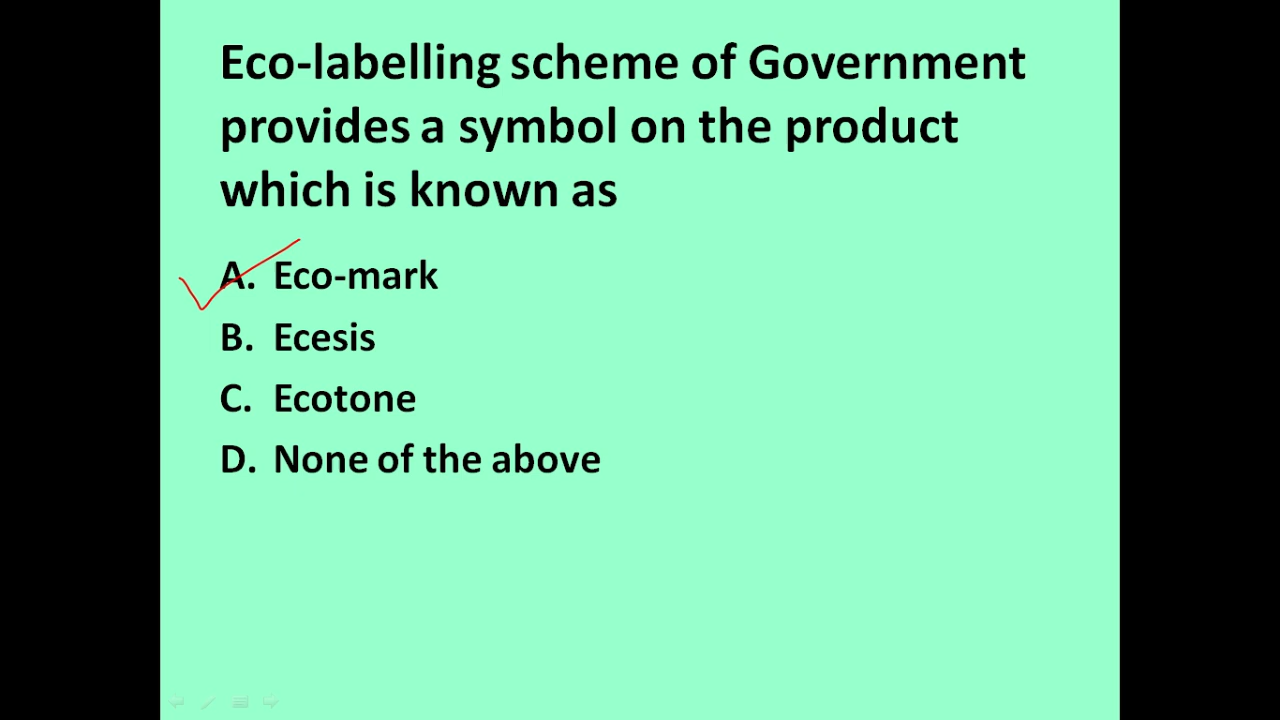 Eco-labelling scheme of Government
provides a symbol on the product
which is known as
A. Eco-mark
B. Ecesis
C. Ecotone
D. None of the above